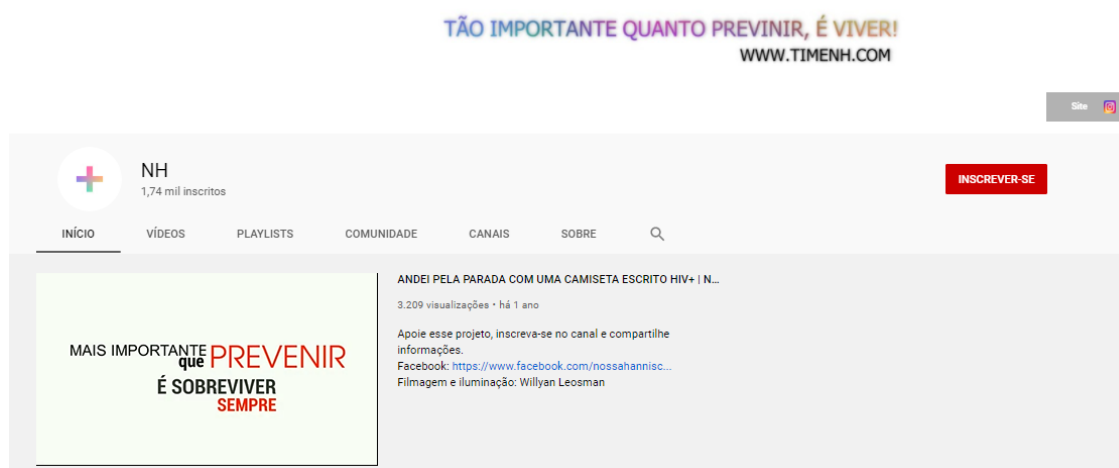 TÃO IMPORTANTE QUANTO PREVINIR, É VIVER!
WWW.TIMENH.COM
Site
NH
1,74 mil inscritos
INSCREVER-SE
INÍCIO VÍDEOS PLAYLISTS COMUNIDADE CANAIS SOBRE
MAIS IMPORTANTE que PREVENIR
É SOBREVIVER
SEMPRE
ANDEI PELA PARADA COM UMA CAMISETA ESCRITO HIV+ | N...
3.209 visualizações • há 1 ano
Apoie esse projeto, inscreva-se no canal e compartilhe
informações.
Facebook: https://www.facebook.com/nossahannisc...
Filmagem e iluminação: Willyan Leosman